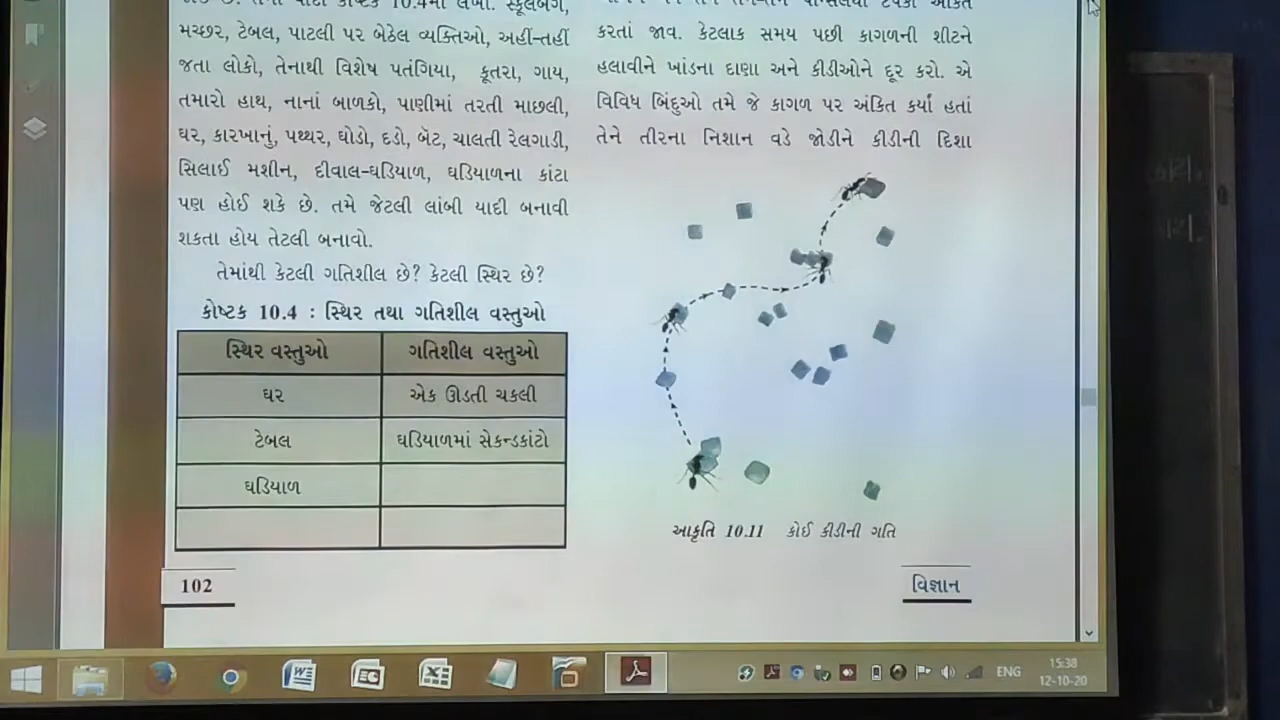 મચ્છર, ટેબલ, પાટલી પર બેઠેલ વ્યક્તિઓ, અહીં-તહીં
જતા લોકો, તેનાથી વિશેષ પતંગિયા, કૂતરા, ગાય,
તમારો હાથ, નાનાં બાળકો, પાણીમાં તરતી માછલી,
ઘર, કારખાનું, પથ્થર, ઘોડો, દડો, બૅટ, ચાલતી રેલગાડી,
સિલાઈ મશીન, દીવાલ-ઘડિયાળ, ઘડિયાળના કાંટા
પણ હોઈ શકે છે. તમે જેટલી લાંબી યાદી બનાવી
શકતા હોય તેટલી બનાવો.
તેમાંથી કેટલી ગતિશીલ છે? કેટલી સ્થિર છે?
કોષ્ટક 10.4 : સ્થિર તથા ગતિશીલ વસ્તુઓ
સ્થિર વસ્તુઓ ગતિશીલ વસ્તુઓ
ઘર એક ઊડતી ચકલી
ટેબલ ઘડિયાળમાં સેકન્ડકાંટો
ઘડિયાળ
102
કરતાં જાવ. કેટલાક સમય પછી કાગળની શીટને
હલાવીને ખાંડના દાણા અને કીડીઓને દૂર કરો. એ
વિવિધ બિંદુઓ તમે જે કાગળ પર અંકિત કર્યાં હતાં
તેને તીરના નિશાન વડે જોડીને કીડીની દિશા
આકૃતિ 10.11 કોઈ કીડીની ગતિ
વિજ્ઞાન
ENG
15:38
12-10-20